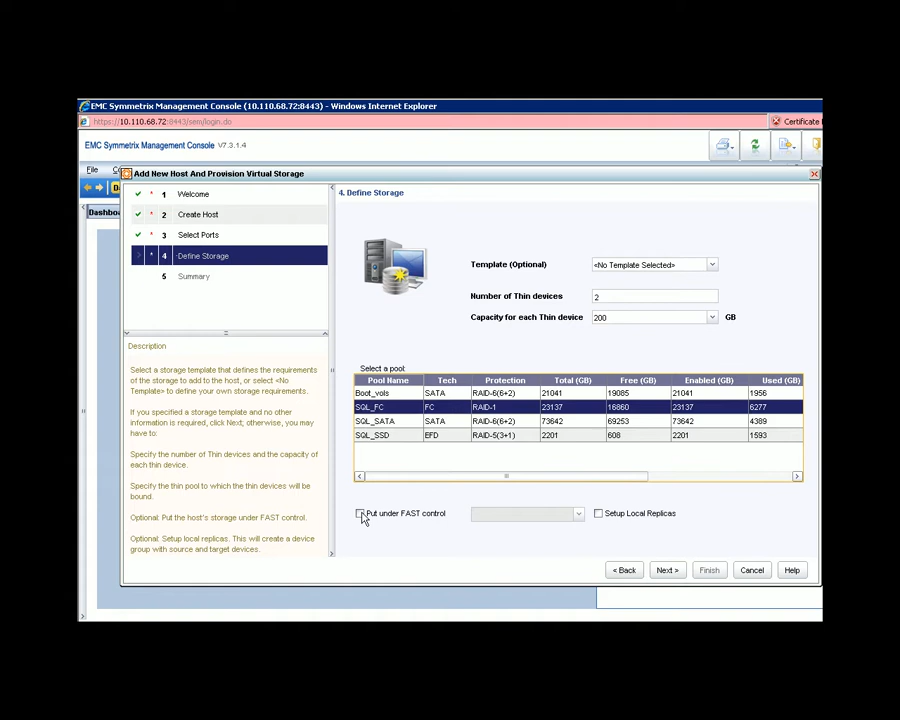 EMC Symmetrix Management Console (10.110.68.72:8443) - Windows Internet Explorer
https://10.110.68.72:8443/sem/login.do
Certificate
EMC Symmetrix Management Console V7.3.1.4
File
Add New Host And Provision Virtual Storage
Dashboa
1 Welcome
2 Create Host
3 Select Ports
4 Define Storage
5 Summary
Description
Select a storage template that defines the requirements
of the storage to add to the host, or select <No
Template> to define your own storage requirements.
If you specified a storage template and no other
information is required, click Next, otherwise, you may
have to:
Specify the number of Thin devices and the capacity of
each thin device.
Specify the thin pool to which the thin devices will be
bound.
Optional: Put the host's storage under FAST control.
Optional: Setup local replicas. This will create a device
group with source and target devices.
4. Define Storage
Template (Optional) <No Template Selected>
Number of Thin devices 2
Capacity for each Thin device 200 GB
Select a pool:
Pool Name Tech Protection Total (GB) Free (GB) Enabled (GB) Used (GB)
Boot_vols SATA RAID-6(6+2) 21041 19085 21041 1956
SQL_FC FC RAID-1 23137 16860 23137 6277
SQL_SATA SATA RAID-6(6+2) 73642 69253 73642 4389
SQL_SSD EFD RAID-5(3+1) 2201 608 2201 1593
Put under FAST control Setup Local Replicas
< Back Next > Finish Cancel Help